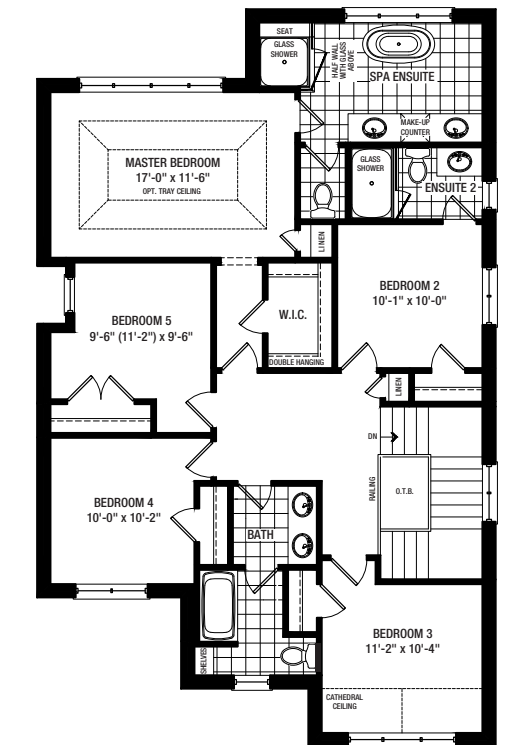 SEAT
GLASS
SHOWER
HALF WALL
WITH GLASS
ABOVE
SPA ENSUITE
MAKE-UP
COUNTER
MASTER BEDROOM
17'-0" x 11'-6"
OPT. TRAY CEILING
GLASS
SHOWER
ENSUITE 2
LINEN
BEDROOM 2
10'-1" x 10'-0"
W.I.C.
DOUBLE HANGING
BEDROOM 5
9'-6" (11'-2") x 9'-6"
LINEN
DN
RAILING
O.T.B.
BEDROOM 4
10'-0" x 10'-2"
BATH
SHELVES
BEDROOM 3
11'-2" x 10'-4"
CATHEDRAL
CEILING